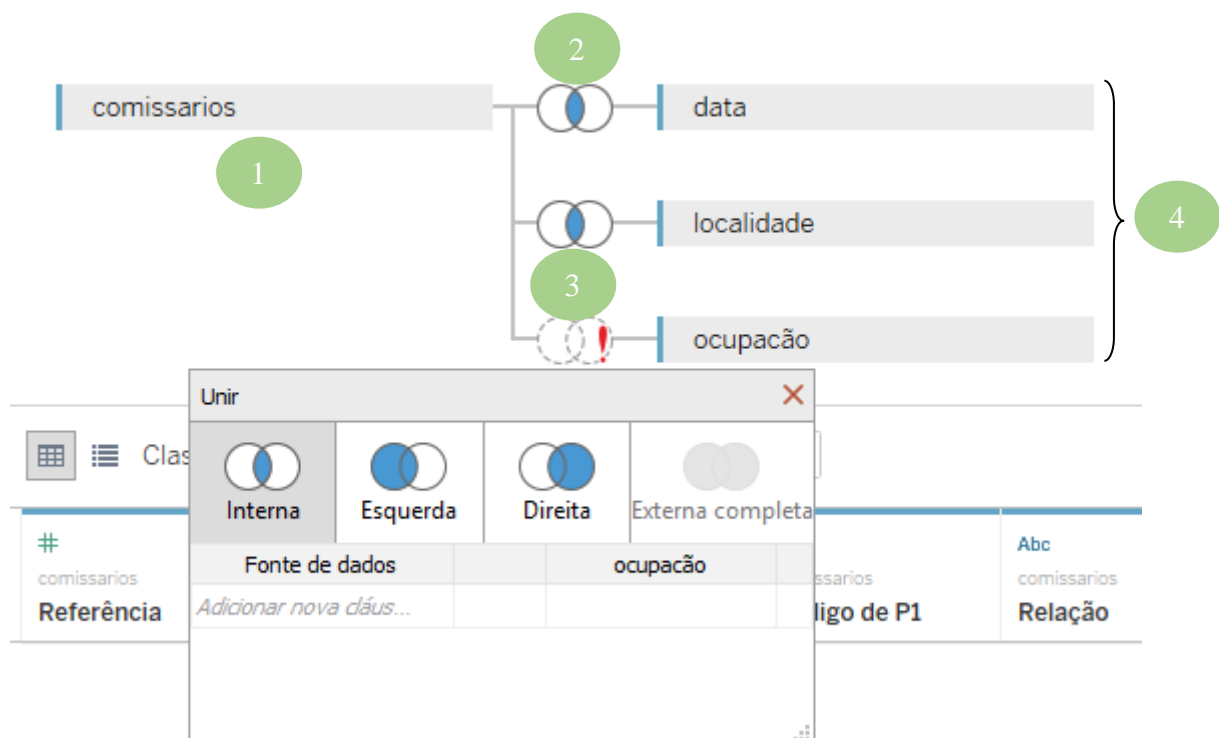 2
comissarios
data
1
localidade
4
3
ocupacão
Unir
Clas
Interna
Esquerda
Direita
Externa completa
Fonte de dados
ocupacão
Adicionar nova cláus...
#
comissarios
Referência
ssarios
ligo de P1
Abc
comissarios
Relação